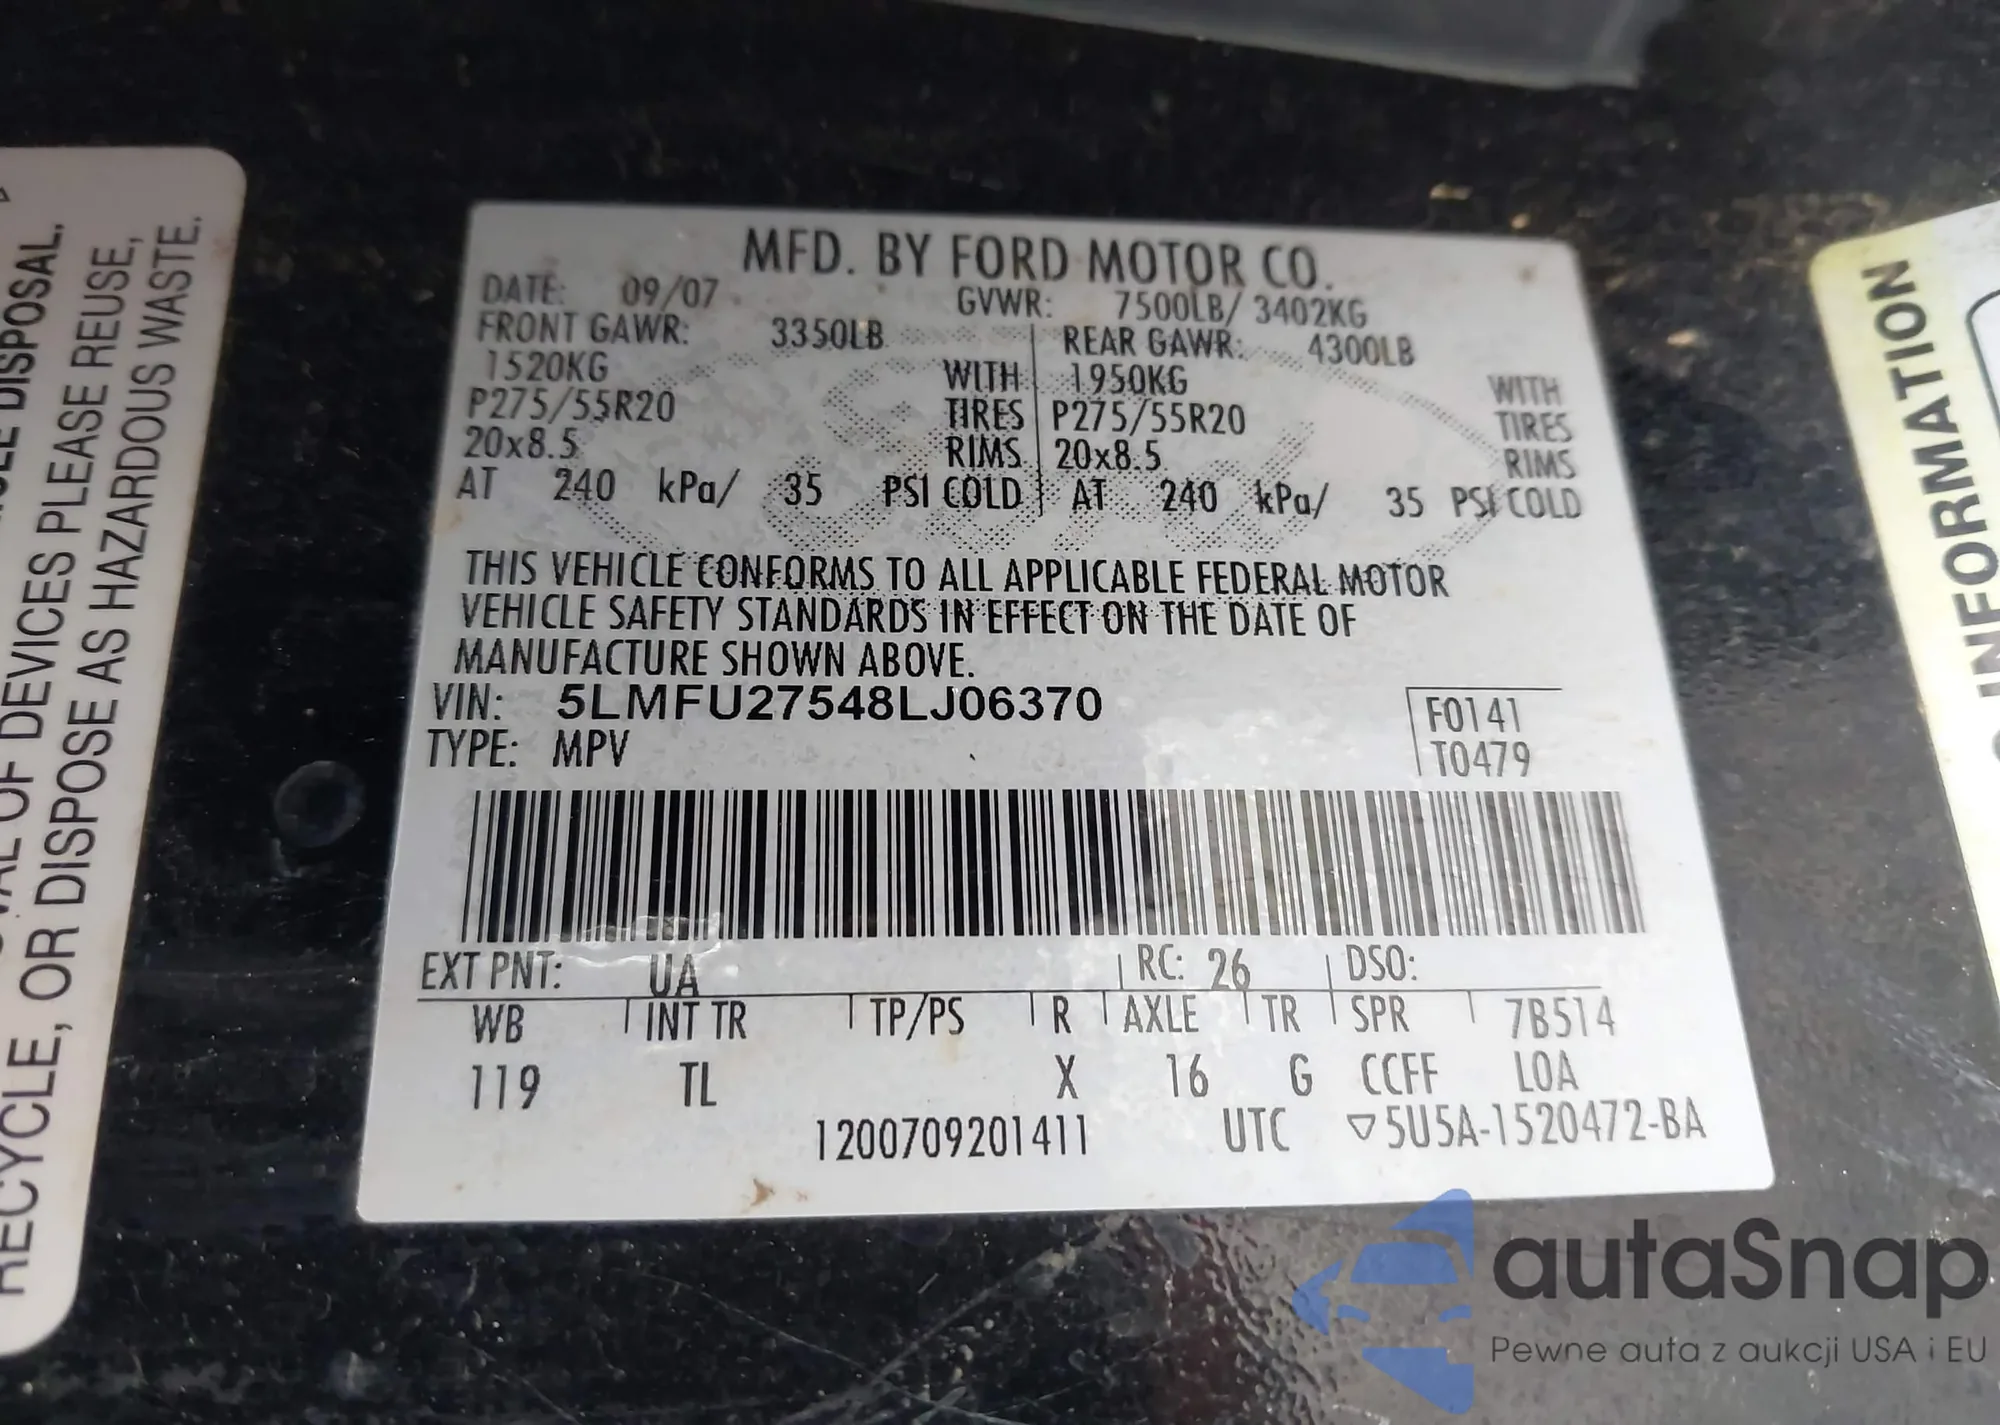 MFD. BY FORD MOTOR CO.
DATE: 09/07 GVWR: 7500LB/ 3402KG
FRONT GAWR: 3350LB REAR GAWR: 4300LB
1520KG WITH 1950KG WITH
P275/55R20 TIRES P275/55R20 TIRES
20x8.5 RIMS 20x8.5 RIMS
AT 240 kPa/ 35 PSI COLD AT 240 kPa/ 35 PSI COLD
THIS VEHICLE CONFORMS TO ALL APPLICABLE FEDERAL MOTOR
VEHICLE SAFETY STANDARDS IN EFFECT ON THE DATE OF
MANUFACTURE SHOWN ABOVE.
VIN: 5LMFU27548LJ06370 F0141
TYPE: MPV T0479
EXT PNT: UA RC: 26 DSO:
WB INT TR TP/PS R AXLE TR SPR 7B514
119 TL X 16 G CCFF LOA
1200709201411 UTC ▽5U5A-1520472-BA
DISPOSAL.
OF DEVICES PLEASE REUSE,
RECYCLE, OR DISPOSE AS HAZARDOUS WASTE.
INFORMATION
autaSnap
Pewne auta z aukcji USA i EU